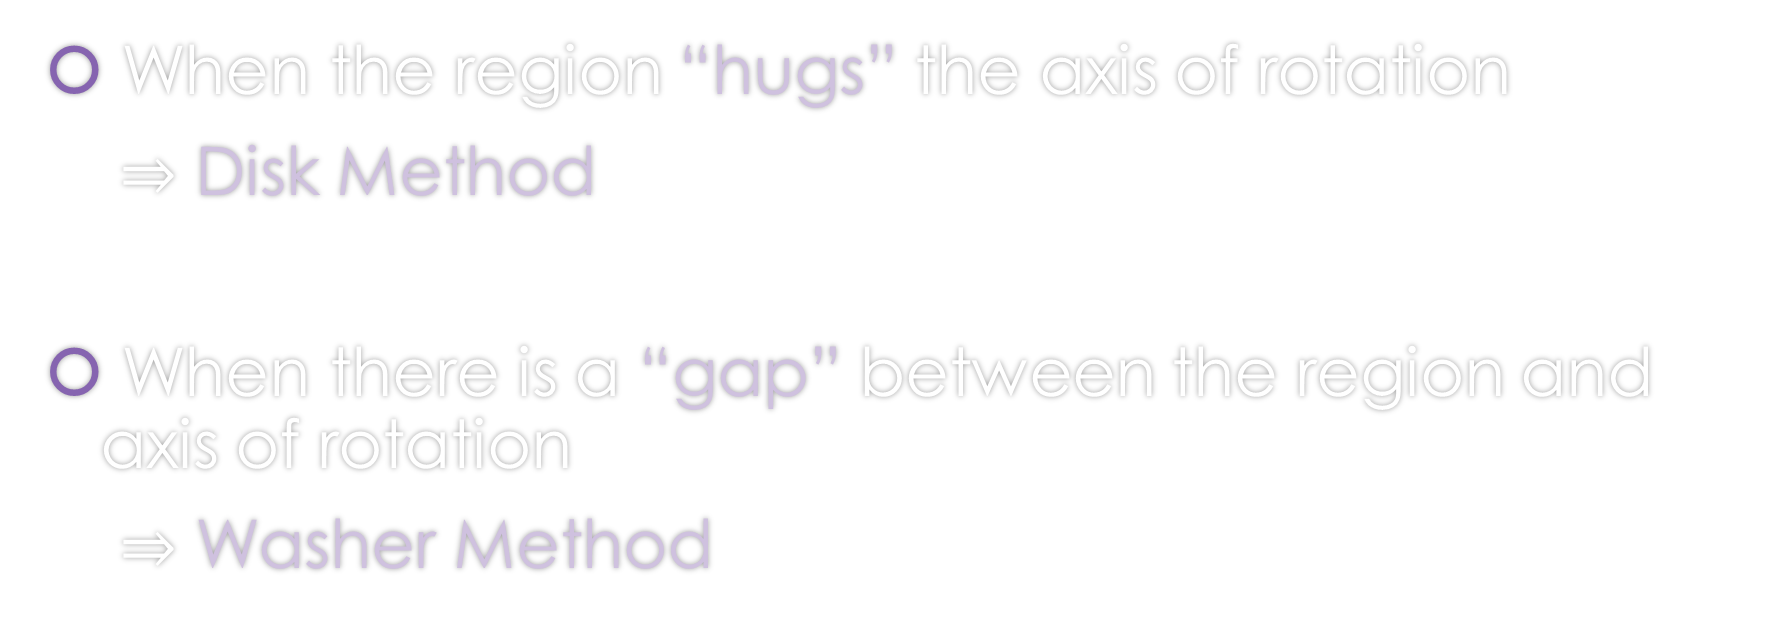 When the region “hugs” the axis of rotation
⇒ Disk Method
When there is a “gap” between the region and
axis of rotation
⇒ Washer Method